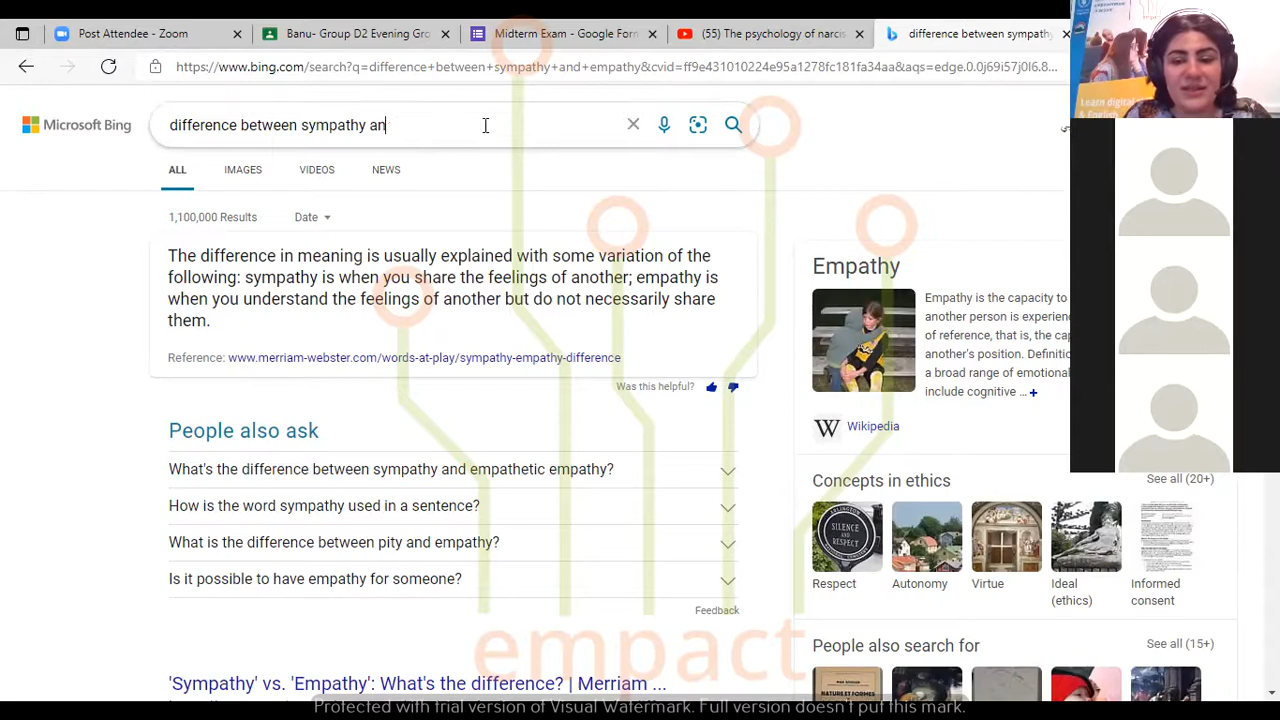 Post Attendee - Zoom
Banu- Group D2 Learning Gro
Midterm Exam - Google For
(55) The psychology of narcis
difference between sympathy
https://www.bing.com/search?q=difference+between+sympathy+and+empathy&cvid=ff9e431010224e95a1278fc181fa34aa&aqs=edge.0.0j69i57j0l6.8...
Learn digital
& English
Microsoft Bing
difference between sympathy an
ALL
IMAGES
VIDEOS
NEWS
1,100,000 Results
Date
The difference in meaning is usually explained with some variation of the
following: sympathy is when you share the feelings of another; empathy is
when you understand the feelings of another but do not necessarily share
them.
Reference: www.merriam-webster.com/words-at-play/sympathy-empathy-difference
Was this helpful?
People also ask
What's the difference between sympathy and empathetic empathy?
How is the word sympathy used in a sentence?
What is the difference between pity and empathy?
Is it possible to have empathy for someone?
Feedback
'Sympathy' vs. 'Empathy': What's the difference? | Merriam ...
Empathy
Empathy is the capacity to
another person is experienc
of reference, that is, the cap
another's position. Definitio
a broad range of emotional
include cognitive ... +
W Wikipedia
Concepts in ethics
See all (20+)
SILENCE
AND
RESPECT
Respect
Autonomy
Virtue
Ideal
(ethics)
Informed
consent
People also search for
See all (15+)
empact
Protected with trial version of Visual Watermark. Full version doesn't put this mark.